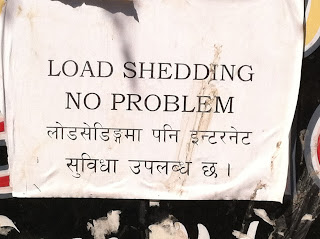 LOAD SHEDDING
NO PROBLEM
लोडसेडिङ्गमा पनि इन्टरनेट
सुविधा उपलब्ध छ ।